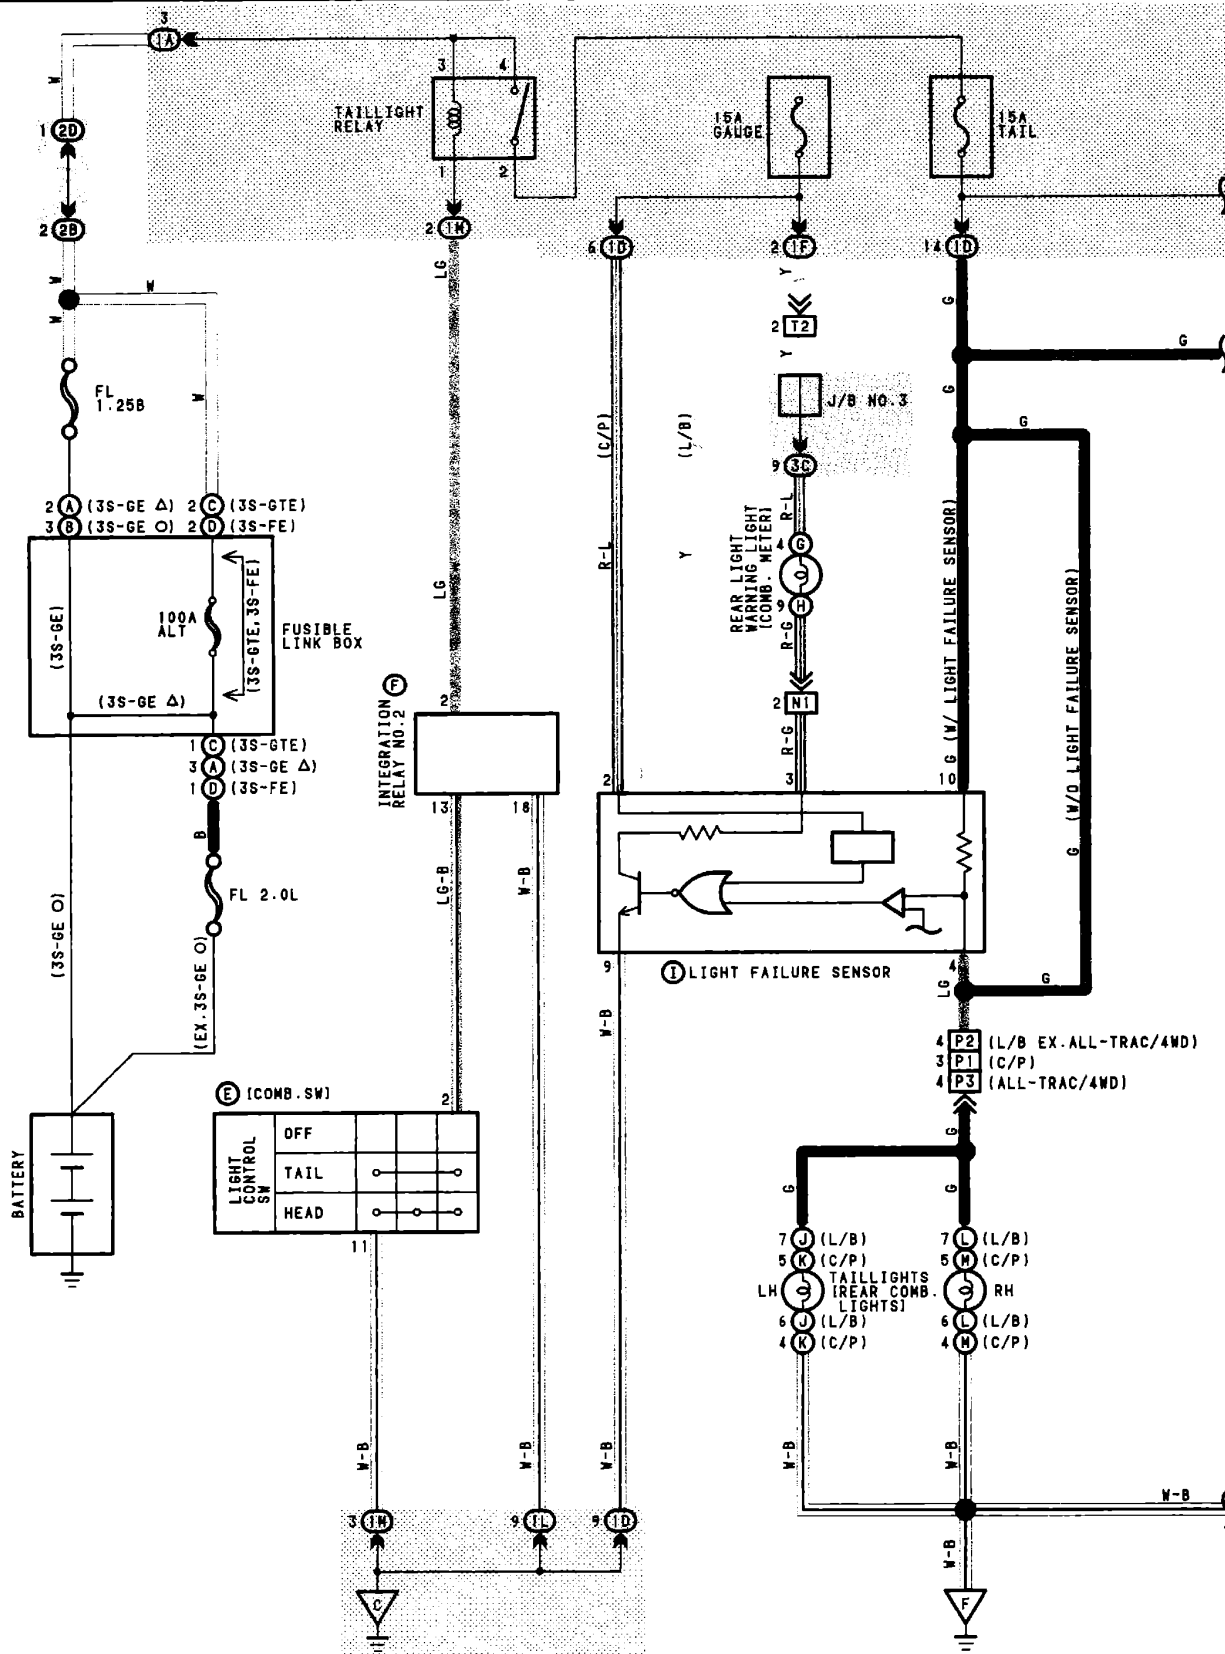 3
1A
W
1 2D
2 2B
W
W
W
W
FL
1.25B
2 A (3S-GE △) 2 C (3S-GTE)
3 B (3S-GE O) 2 D (3S-FE)
(3S-GE)
100A
ALT
(3S-GTE,3S-FE)
FUSIBLE
LINK BOX
(3S-GE △)
1 C (3S-GTE)
3 A (3S-GE △)
1 D (3S-FE)
B
FL 2.0L
(3S-GE O)
(EX.3S-GE O)
BATTERY
3 4
TAILLIGHT
RELAY
1 2
2 1M
LG
LG
2
F
INTEGRATION
RELAY NO.2
13 18
LG-B
W-B
E [COMB.SW]
2
LIGHT
CONTROL
SW
OFF
TAIL
HEAD
11
W-B
W-B
W-B
3 1M
9 1L
9 1D
C
15A
GAUGE
15A
TAIL
6 1D
2 1F
14 1D
Y
2 T2
Y
J/B NO.3
9 3C
R-L
4 G
REAR LIGHT
WARNING LIGHT
[COMB. METER]
9 H
R-G
2 N1
R-G
(C/P)
(L/B)
R-L
Y
G
G
G
G
G (W/ LIGHT FAILURE SENSOR)
G (W/O LIGHT FAILURE SENSOR)
2 3 10
9 4
I LIGHT FAILURE SENSOR
W-B
LG
G
4 P2 (L/B EX.ALL-TRAC/4WD)
3 P1 (C/P)
4 P3 (ALL-TRAC/4WD)
G
G G
7 J (L/B) 7 L (L/B)
5 K (C/P) 5 M (C/P)
LH
TAILLIGHTS
[REAR COMB.
LIGHTS]
RH
6 J (L/B) 6 L (L/B)
4 K (C/P) 4 M (C/P)
W-B
W-B
W-B
W-B
F